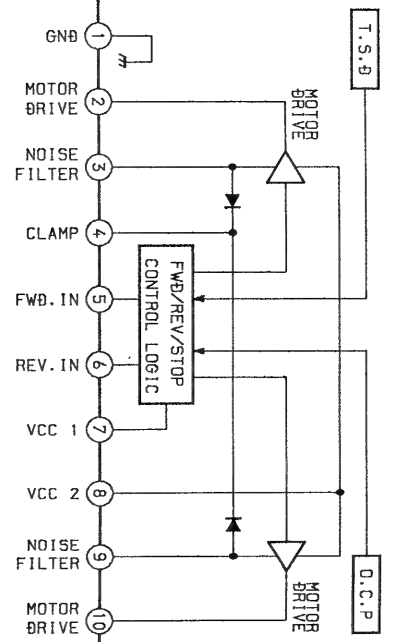 GND 1
MOTOR
DRIVE 2
NOISE
FILTER 3
CLAMP 4
FWD.IN 5
REV.IN 6
VCC 1 7
VCC 2 8
NOISE
FILTER 9
MOTOR
DRIVE 10
MOTOR
DRIVE
T.S.D
FWD/REV/STOP
CONTROL LOGIC
MOTOR
DRIVE
O.C.P